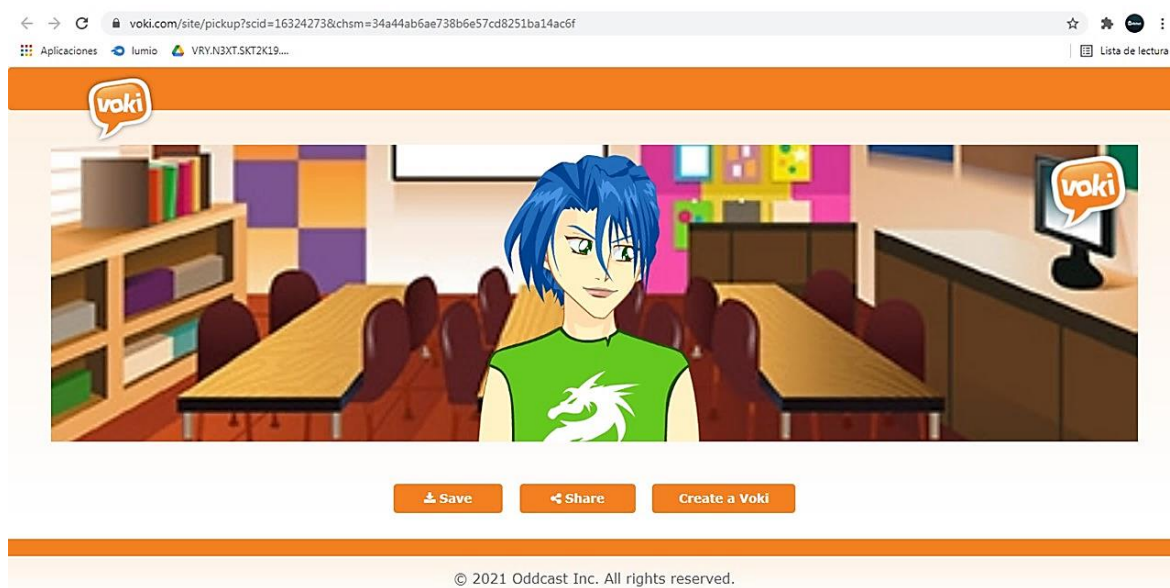 voki.com/site/pickup?scid=16324273&chsm=34a44ab6ae738b6e57cd8251ba14ac6f
Aplicaciones lumio VRY.N3XT.SKT2K19.... Lista de lectura
voki
voki
Save Share Create a Voki
© 2021 Oddcast Inc. All rights reserved.